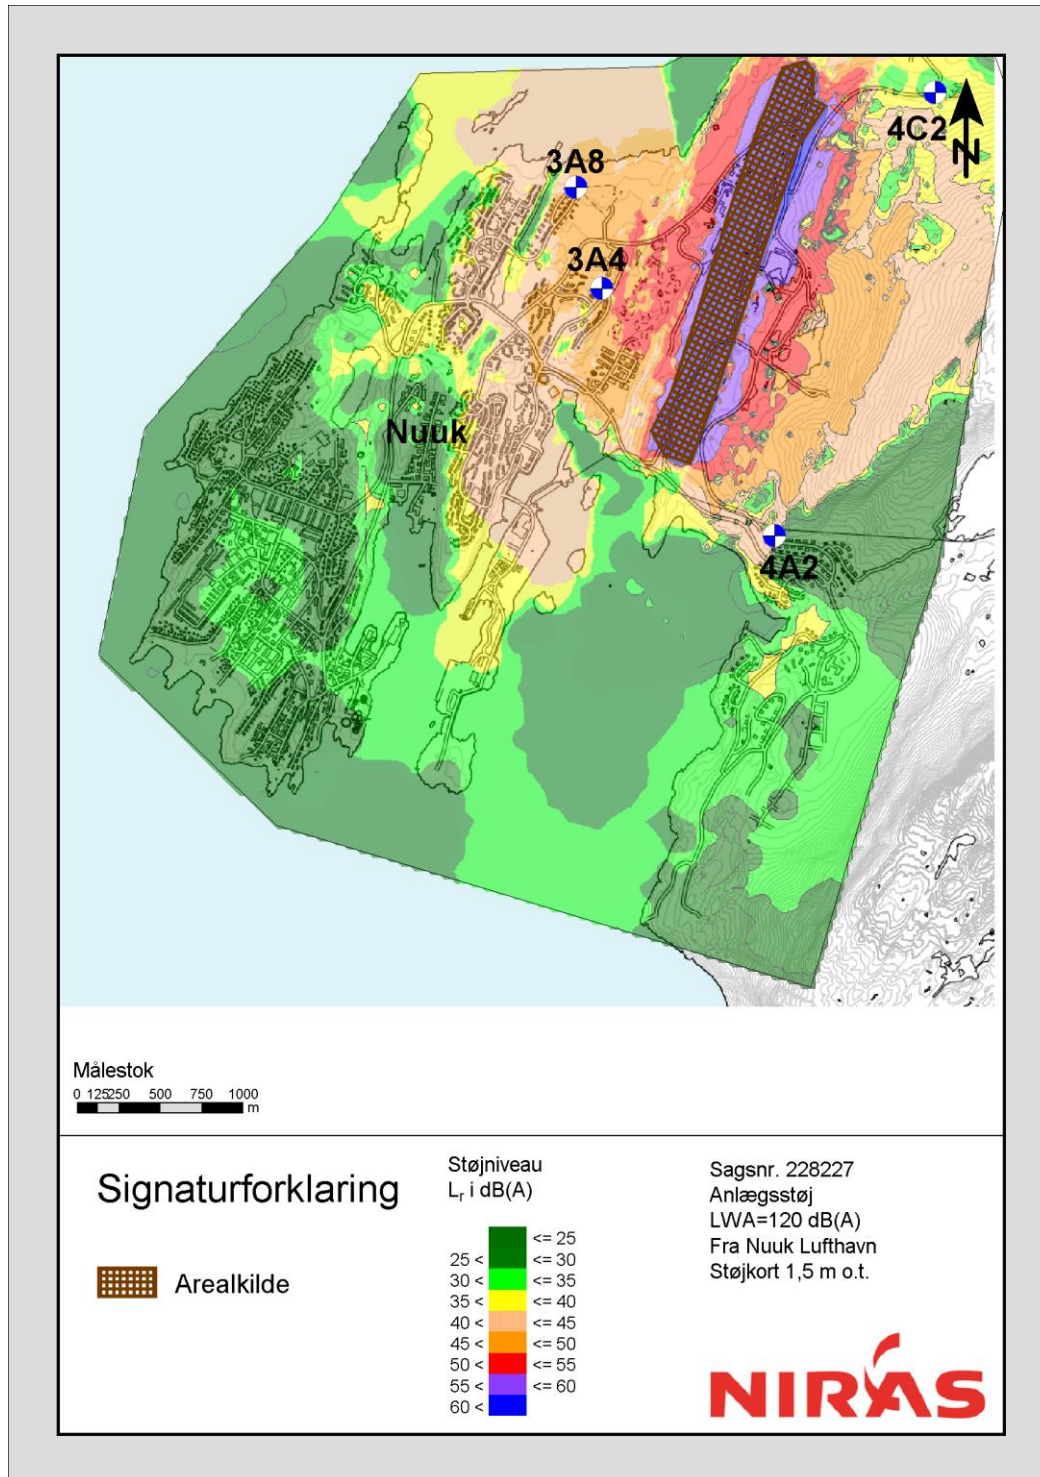 4C2
N
3A8
3A4
Nuuk
4A2
Målestok
0 125250 500 750 1000
m
Signaturforklaring
Arealkilde
Støjniveau
Lr i dB(A)
<= 25
25 < <= 30
30 < <= 35
35 < <= 40
40 < <= 45
45 < <= 50
50 < <= 55
55 < <= 60
60 <
Sagsnr. 228227
Anlægsstøj
LWA=120 dB(A)
Fra Nuuk Lufthavn
Støjkort 1,5 m o.t.
NIRAS